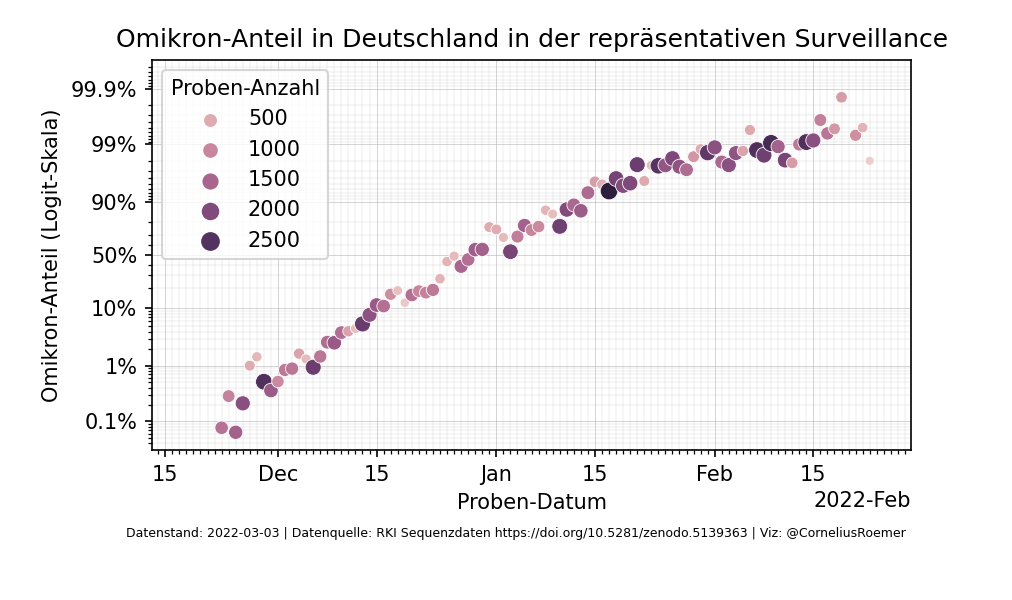 Omikron-Anteil in Deutschland in der repräsentativen Surveillance
Omikron-Anteil (Logit-Skala)
99.9%
99%
90%
50%
10%
1%
0.1%
Proben-Anzahl
500
1000
1500
2000
2500
15 Dec 15 Jan 15 Feb 15
Proben-Datum
2022-Feb
Datenstand: 2022-03-03 | Datenquelle: RKI Sequenzdaten https://doi.org/10.5281/zenodo.5139363 | Viz: @CorneliusRoemer